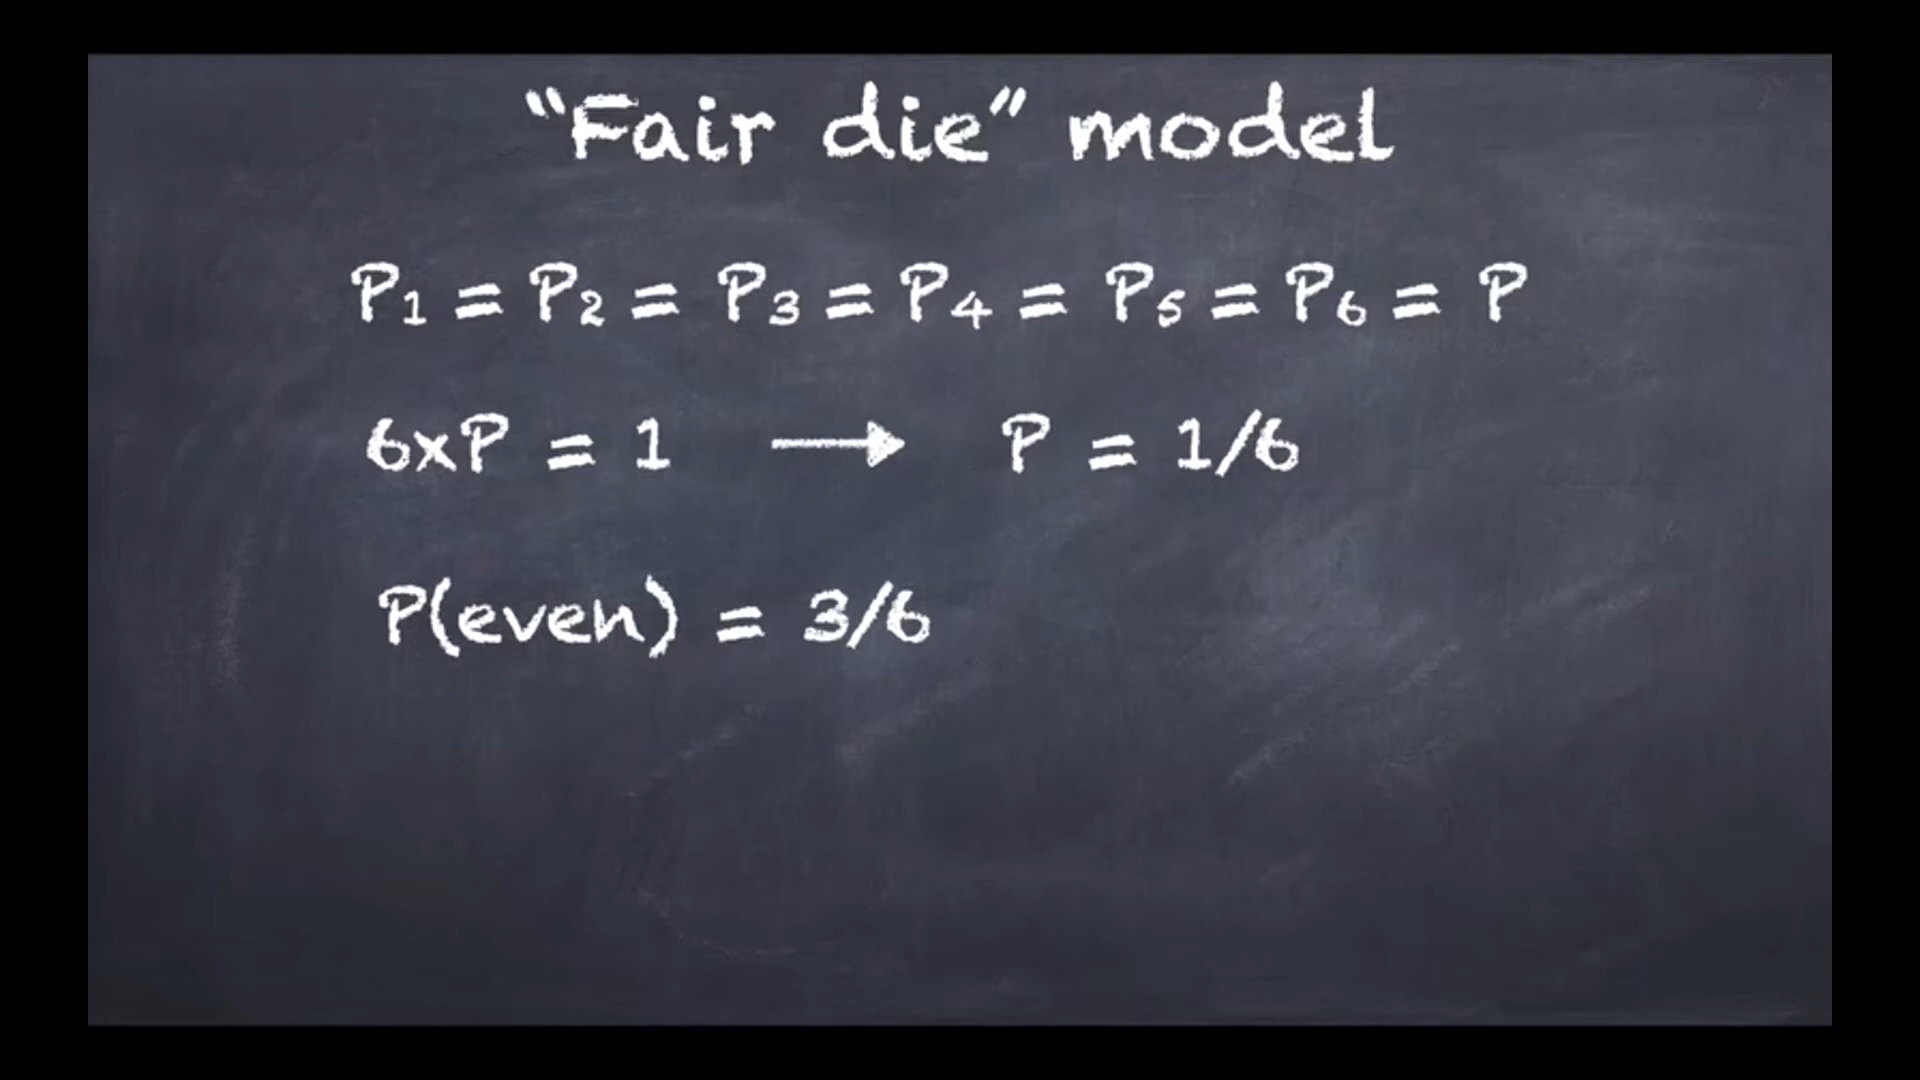 “Fair die” model
P₁ = P₂ = P₃ = P₄ = P₅ = P₆ = P
6xP = 1 → P = 1/6
P(even) = 3/6